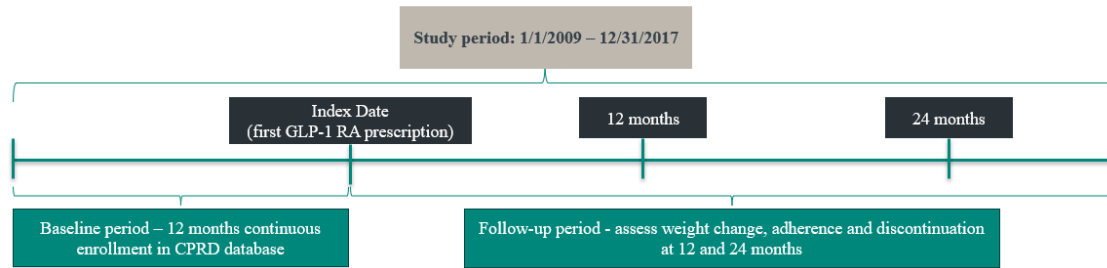 Study period: 1/1/2009 – 12/31/2017
Index Date
(first GLP-1 RA prescription)
12 months
24 months
Baseline period – 12 months continuous
enrollment in CPRD database
Follow-up period - assess weight change, adherence and discontinuation
at 12 and 24 months